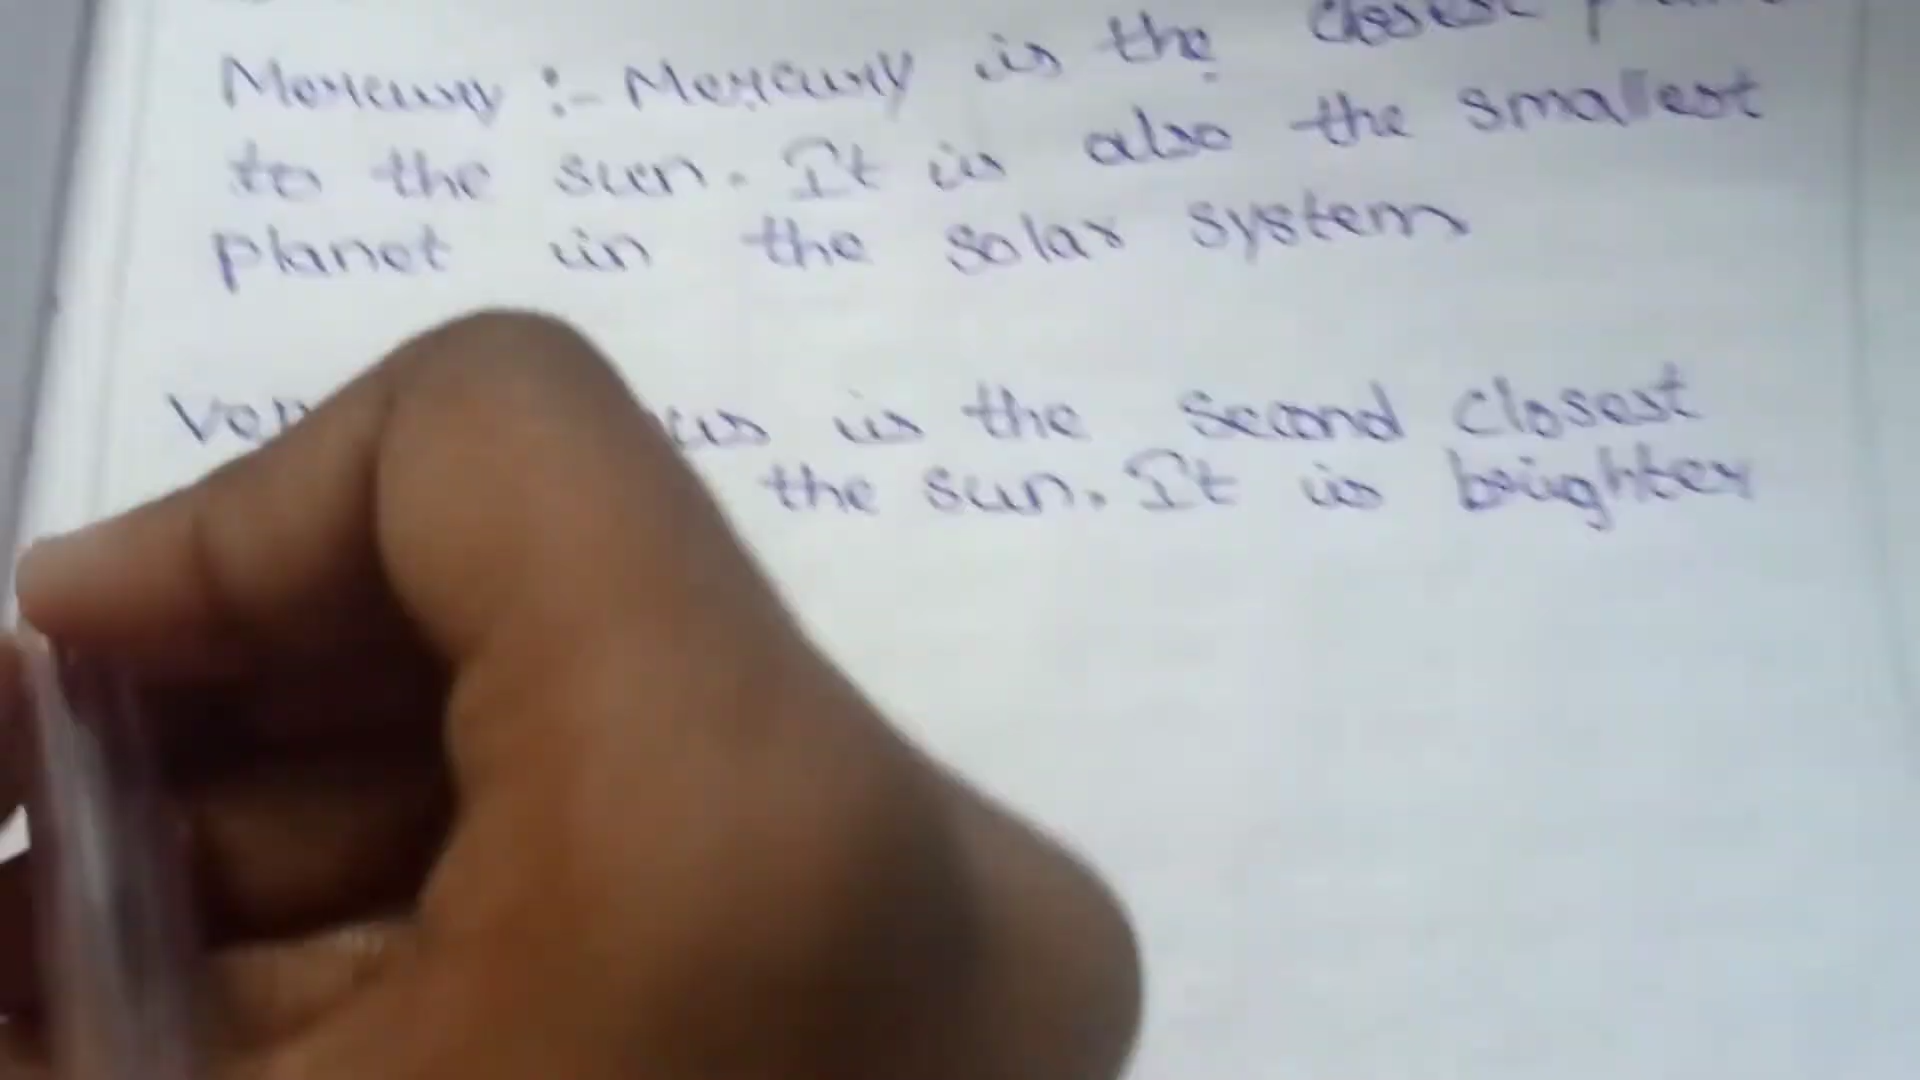 Mercury :- Mercury is the closest
to the sun. It is also the smallest
planet in the solar system
is the second closest
the sun. It is brighter